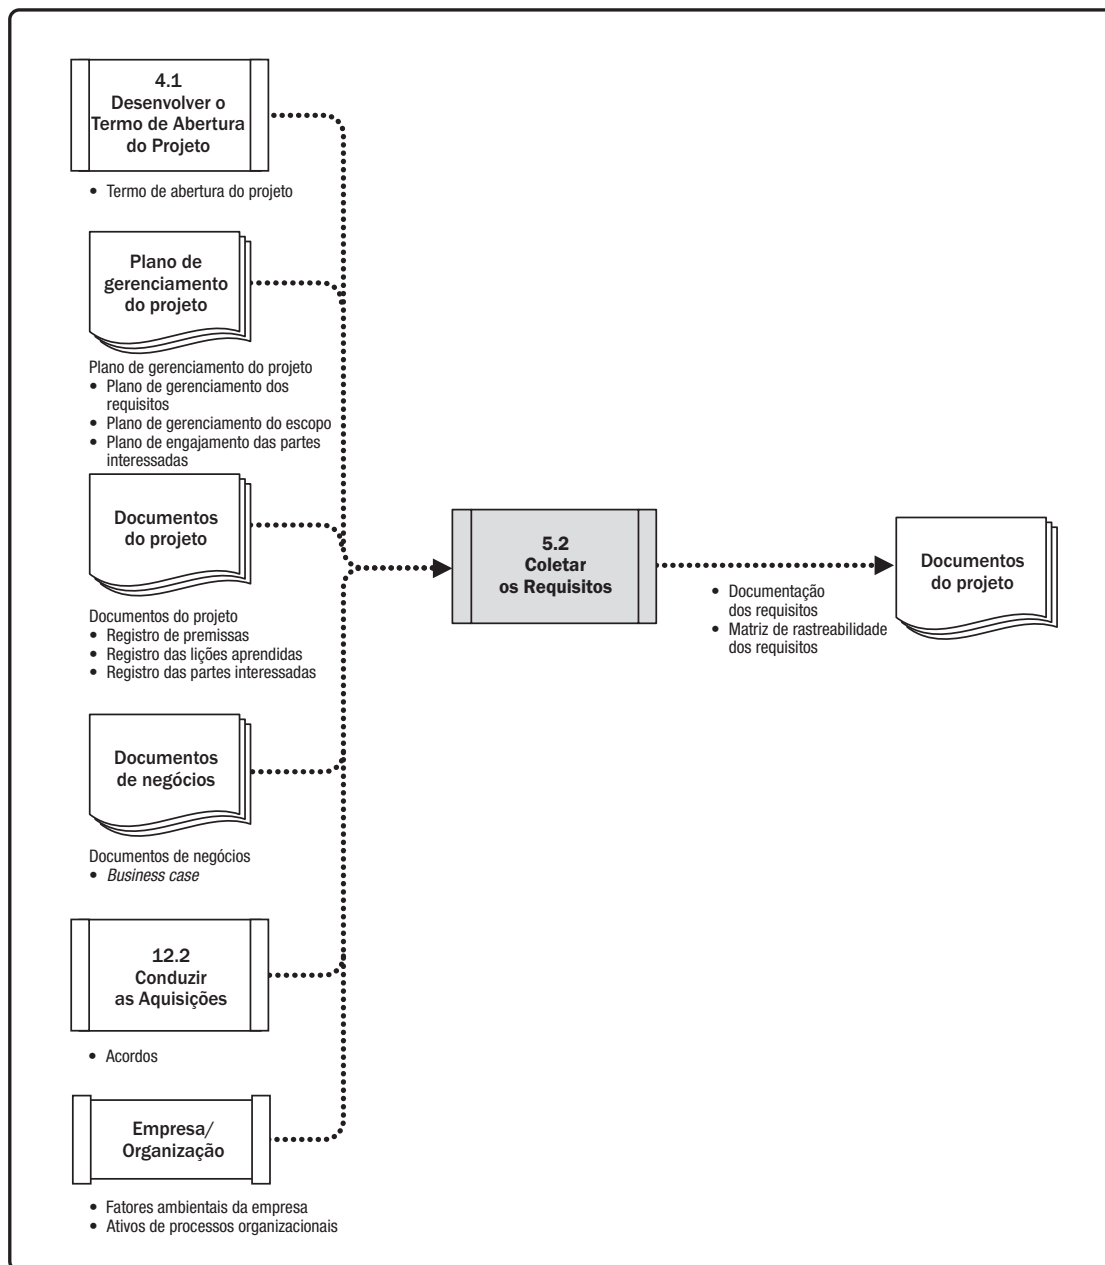 4.1
Desenvolver o
Termo de Abertura
do Projeto
• Termo de abertura do projeto
Plano de
gerenciamento
do projeto
Plano de gerenciamento do projeto
• Plano de gerenciamento dos
requisitos
• Plano de gerenciamento do escopo
• Plano de engajamento das partes
interessadas
Documentos
do projeto
Documentos do projeto
• Registro de premissas
• Registro das lições aprendidas
• Registro das partes interessadas
Documentos
de negócios
Documentos de negócios
• Business case
12.2
Conduzir
as Aquisições
• Acordos
Empresa/
Organização
• Fatores ambientais da empresa
• Ativos de processos organizacionais
5.2
Coletar
os Requisitos
• Documentação
dos requisitos
• Matriz de rastreabilidade
dos requisitos
Documentos
do projeto